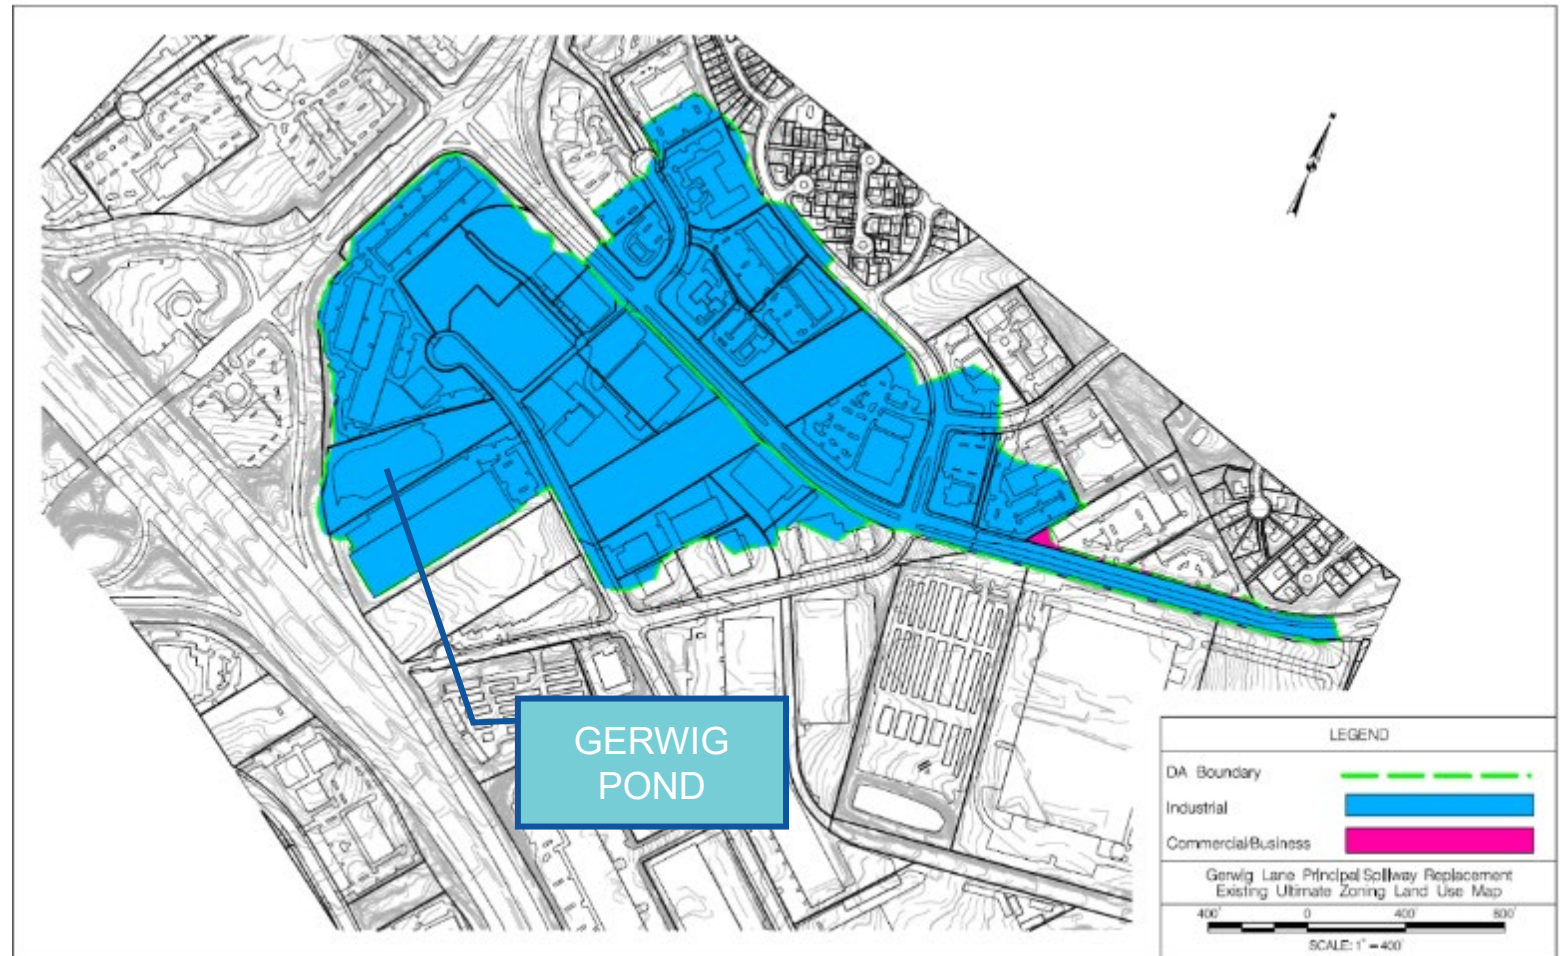 GERWIG
POND
LEGEND
DA Boundary
Industrial
Commercial/Business
Gerwig Lane Principal Spillway Replacement
Existing Ultimate Zoning Land Use Map
400' 0 400' 800'
SCALE: 1" = 400'